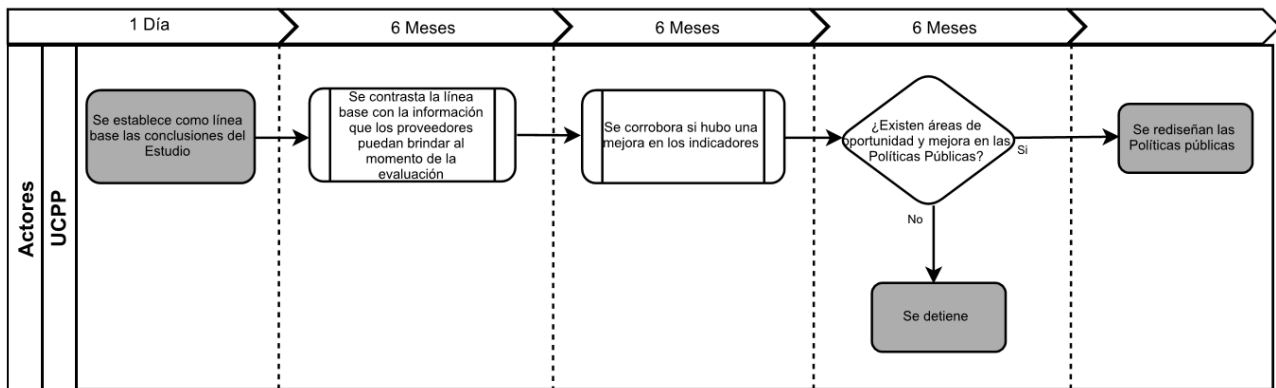 1 Día
6 Meses
6 Meses
6 Meses
Actores
UCPP
Se establece como línea
base las conclusiones del
Estudio
Se contrasta la línea
base con la información
que los proveedores
puedan brindar al
momento de la
evaluación
Se corrobora si hubo una
mejora en los indicadores
¿Existen áreas de
oportunidad y mejora en las
Políticas Públicas?
Si
No
Se rediseñan las
Políticas públicas
Se detiene